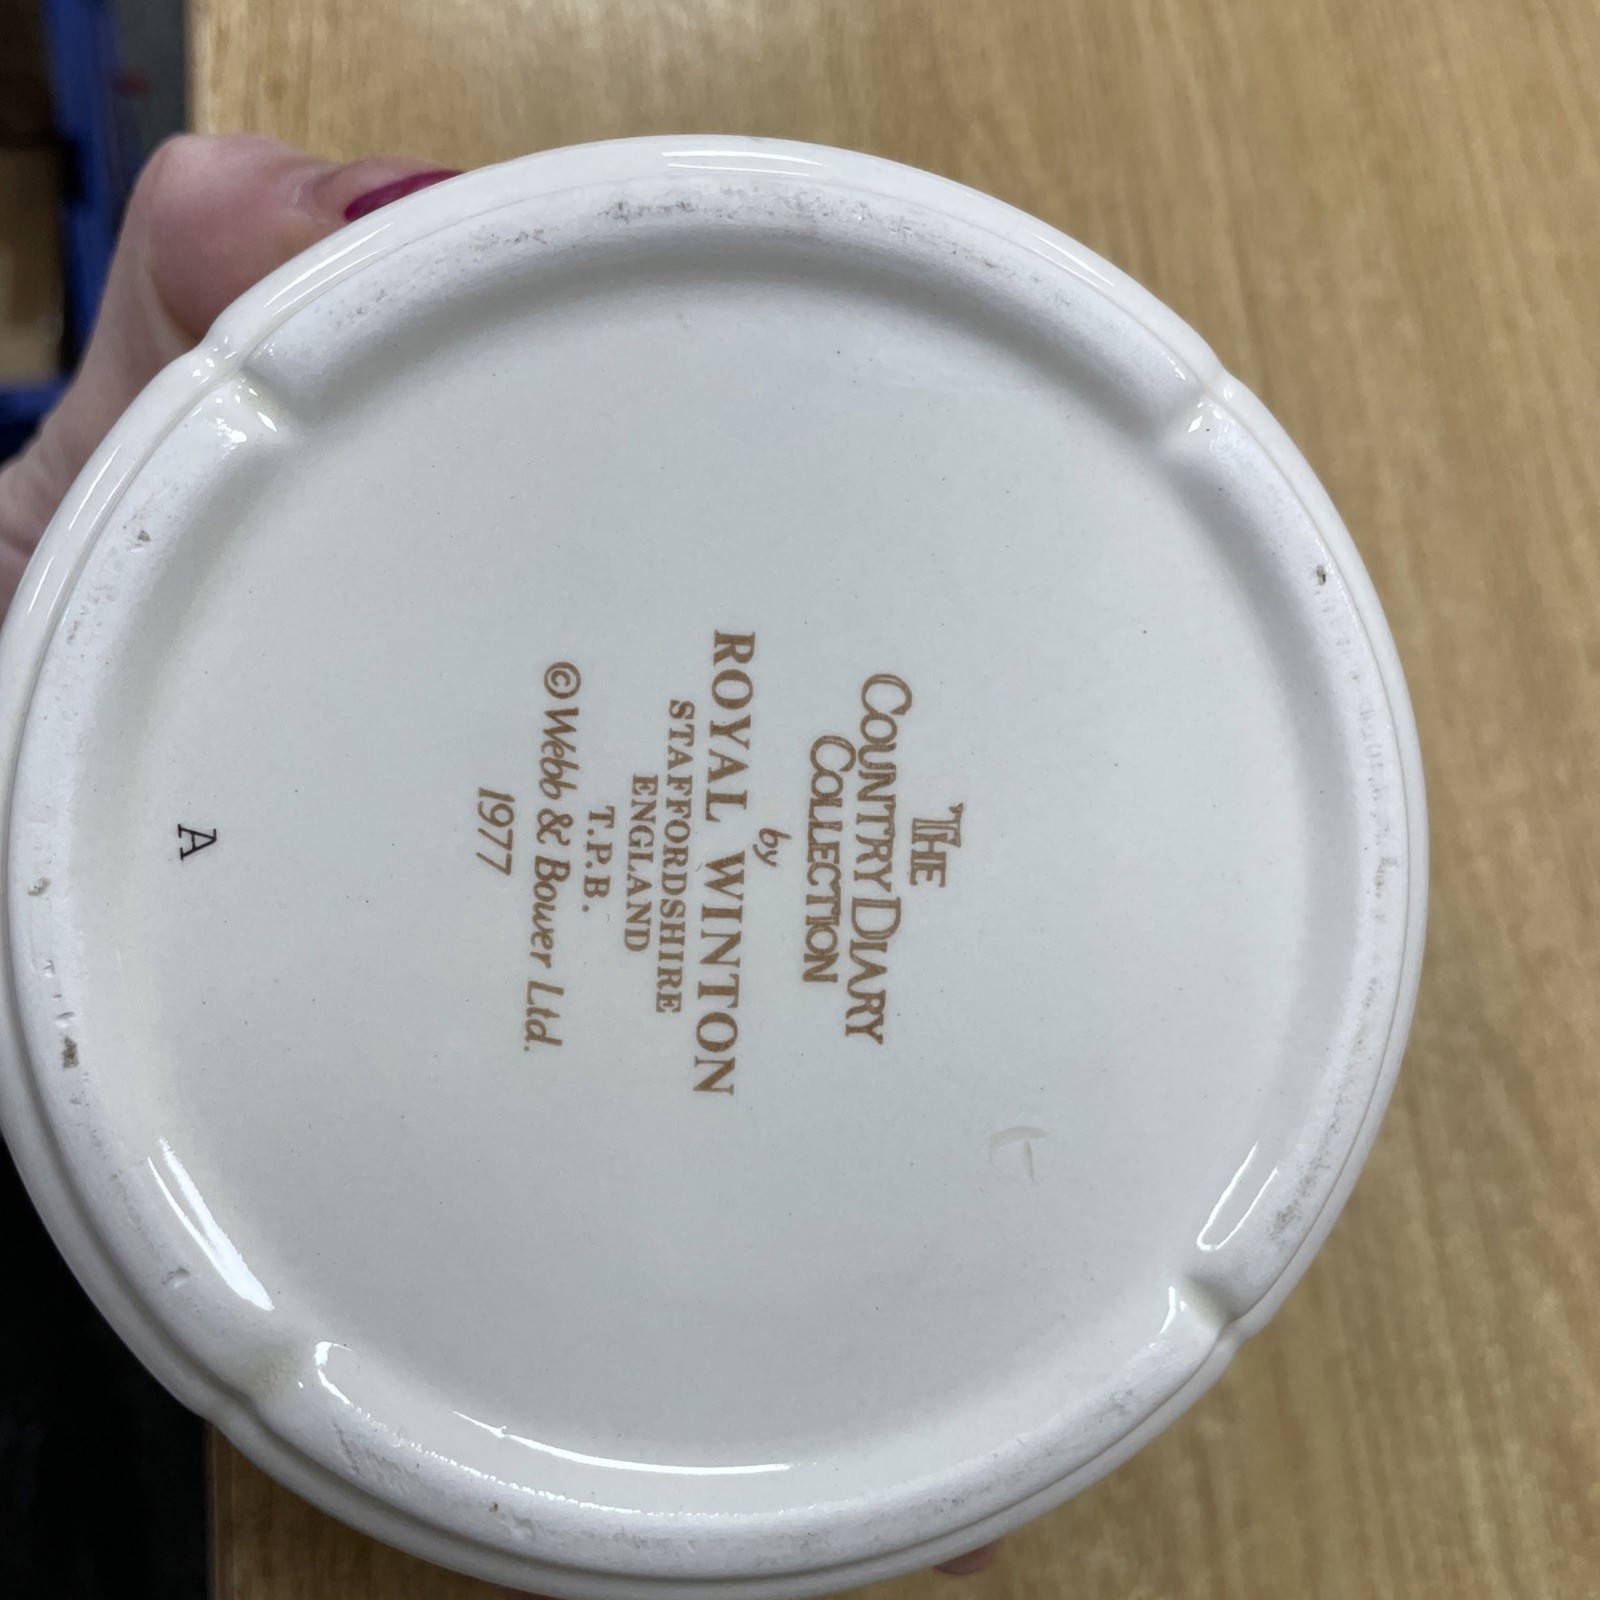 THE
COUNTRY DIARY
COLLECTION
by
ROYAL WINTON
STAFFORDSHIRE
ENGLAND
T.P.B.
© Webb & Bower Ltd.
1977
A